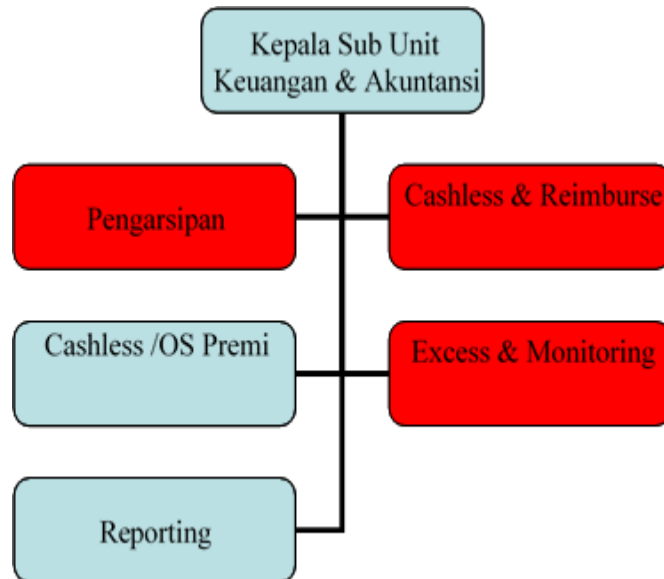 Kepala Sub Unit
Keuangan & Akuntansi
Pengarsipan
Cashless & Reimburse
Cashless /OS Premi
Excess & Monitoring
Reporting